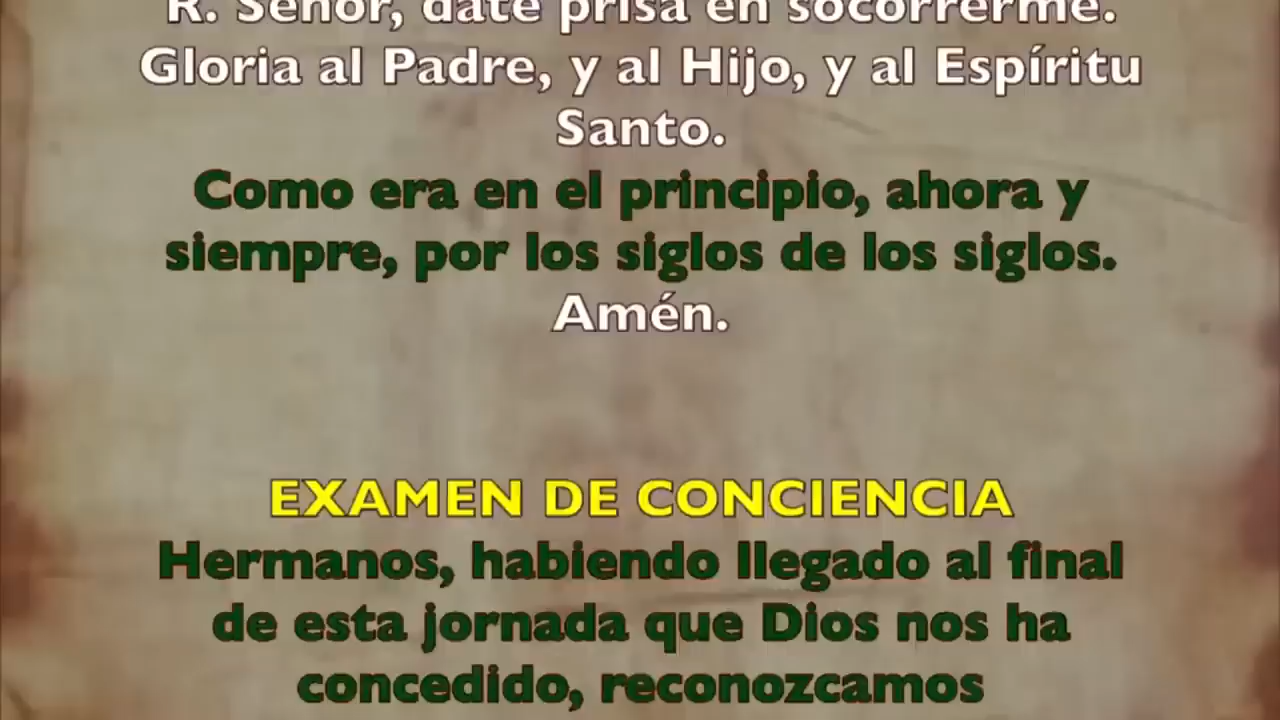 R. Señor, date prisa en socorrerme.
Gloria al Padre, y al Hijo, y al Espíritu
Santo.
Como era en el principio, ahora y
siempre, por los siglos de los siglos.
Amén.
EXAMEN DE CONCIENCIA
Hermanos, habiendo llegado al final
de esta jornada que Dios nos ha
concedido, reconozcamos